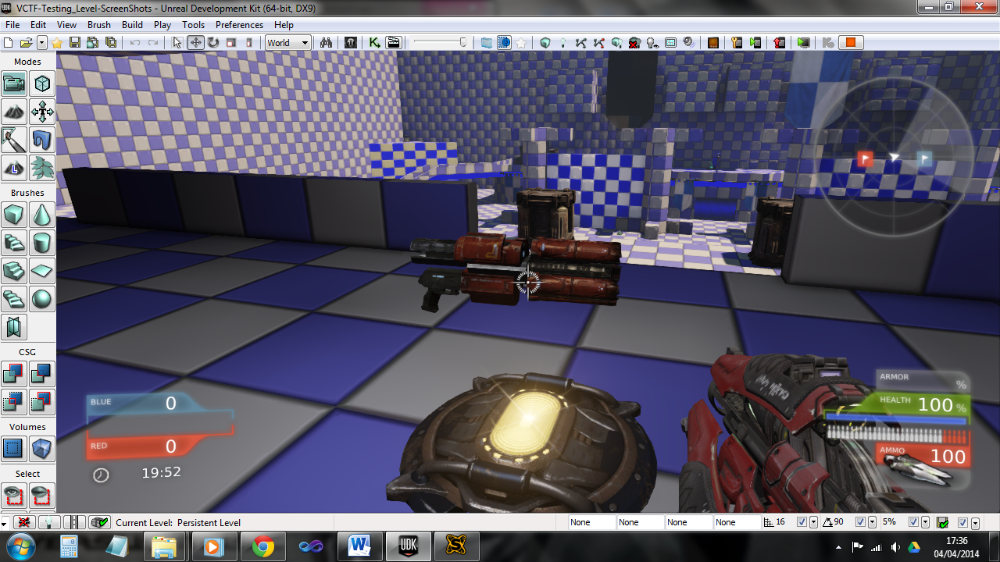 VCTF-Testing_Level-ScreenShots - Unreal Development Kit (64-bit, DX9)
File Edit View Brush Build Play Tools Preferences Help
World
Modes
Brushes
CSG
Volumes
Select
BLUE 0
RED 0
19:52
ARMOR %
HEALTH 100 %
AMMO 100
Current Level: Persistent Level
None None None None 16 90 5%
W UDK
17:36
04/04/2014